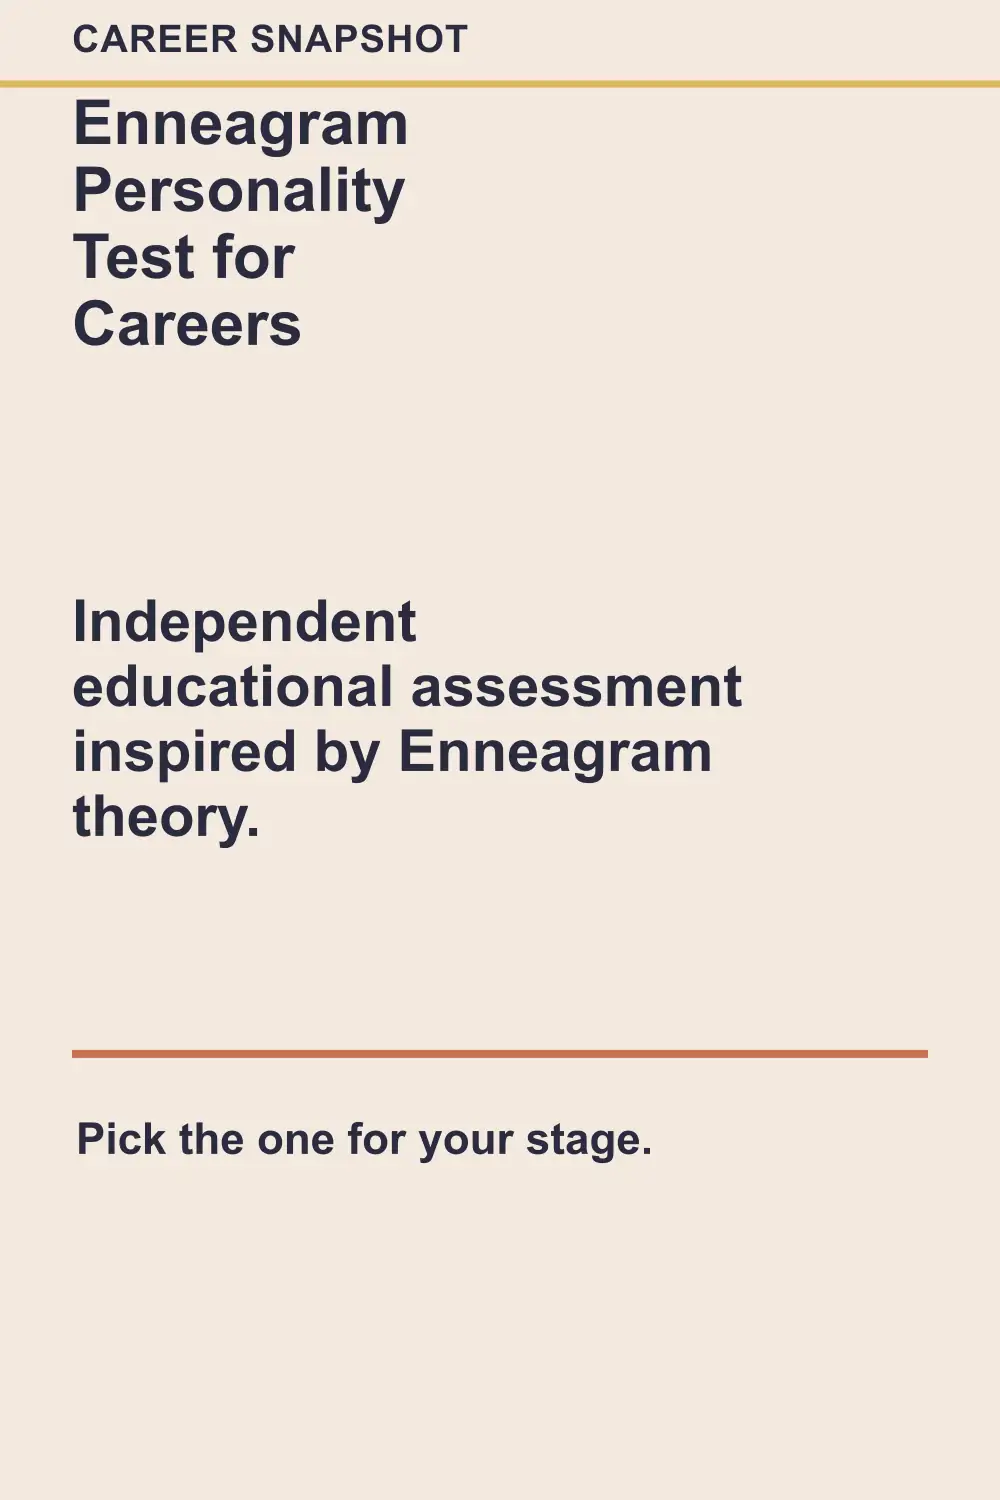 CAREER SNAPSHOT
Enneagram
Personality
Test for
Careers
Independent
educational assessment
inspired by Enneagram
theory.
Pick the one for your stage.